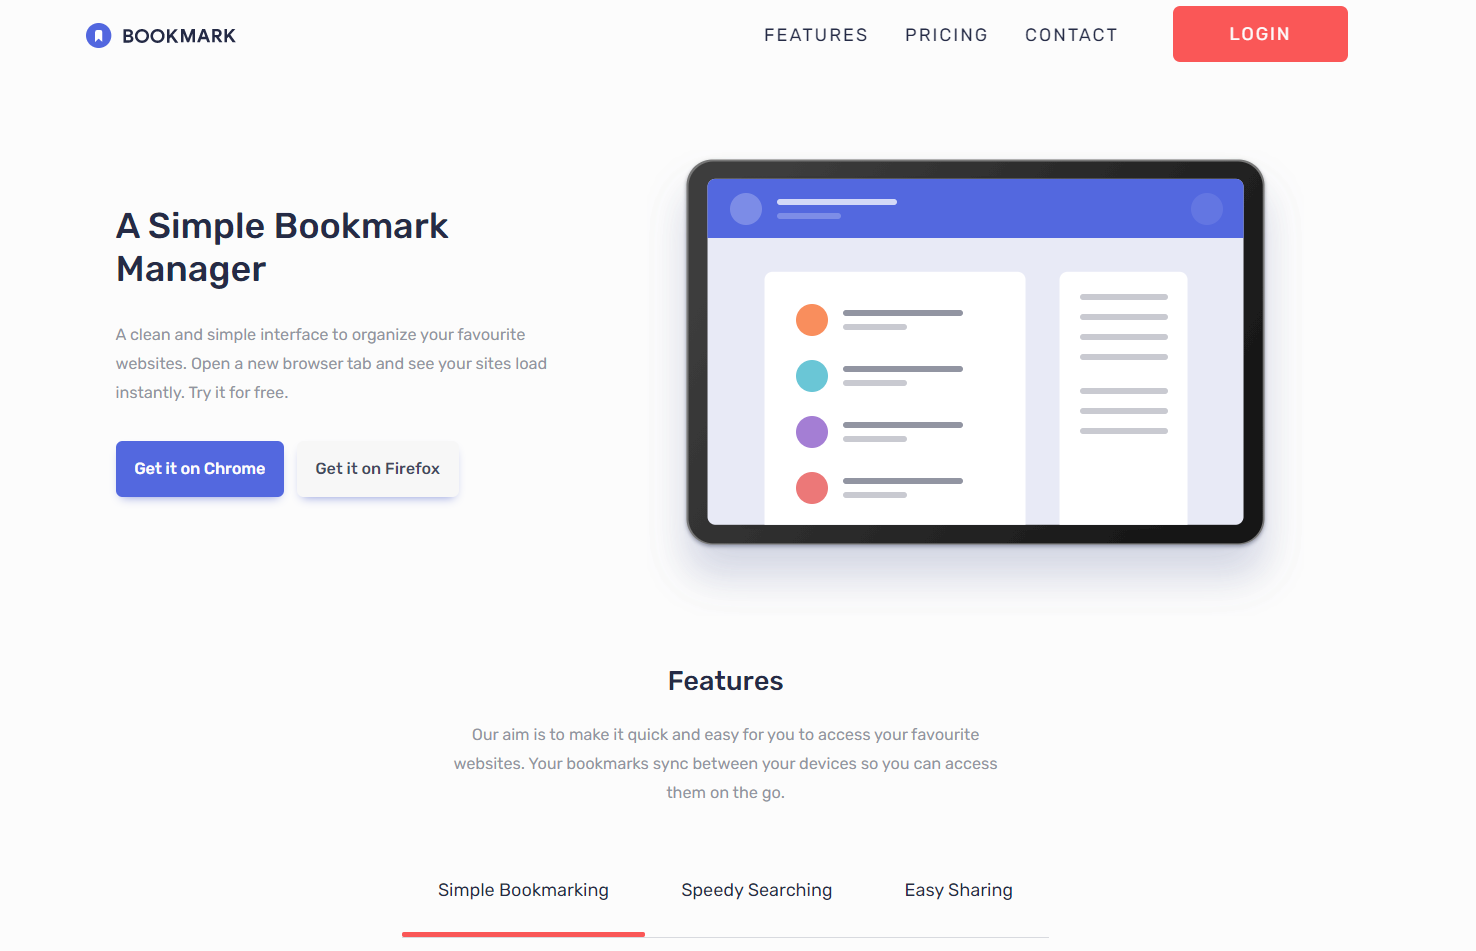 BOOKMARK
FEATURES
PRICING
CONTACT
LOGIN
A Simple Bookmark
Manager
A clean and simple interface to organize your favourite
websites. Open a new browser tab and see your sites load
instantly. Try it for free.
Get it on Chrome
Get it on Firefox
Features
Our aim is to make it quick and easy for you to access your favourite
websites. Your bookmarks sync between your devices so you can access
them on the go.
Simple Bookmarking
Speedy Searching
Easy Sharing